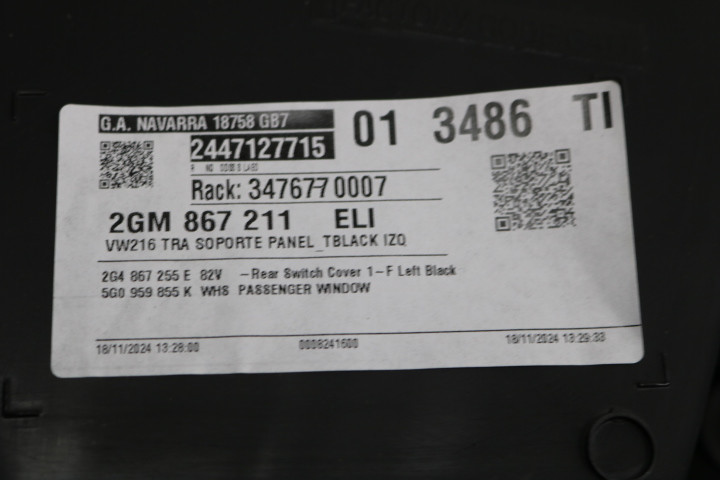 G.A. NAVARRA 18758 GB7
01 3486 TI
2447127715
Rack: 347677-0007
2GM 867 211 ELI
VW216 TRA SOPORTE PANEL_TBLACK IZQ
2G4 867 255 E 82V -Rear Switch Cover 1-F Left Black
5G0 959 855 K WHS PASSENGER WINDOW
18/11/2024 13:28:00 0008241600 18/11/2024 13:29:33